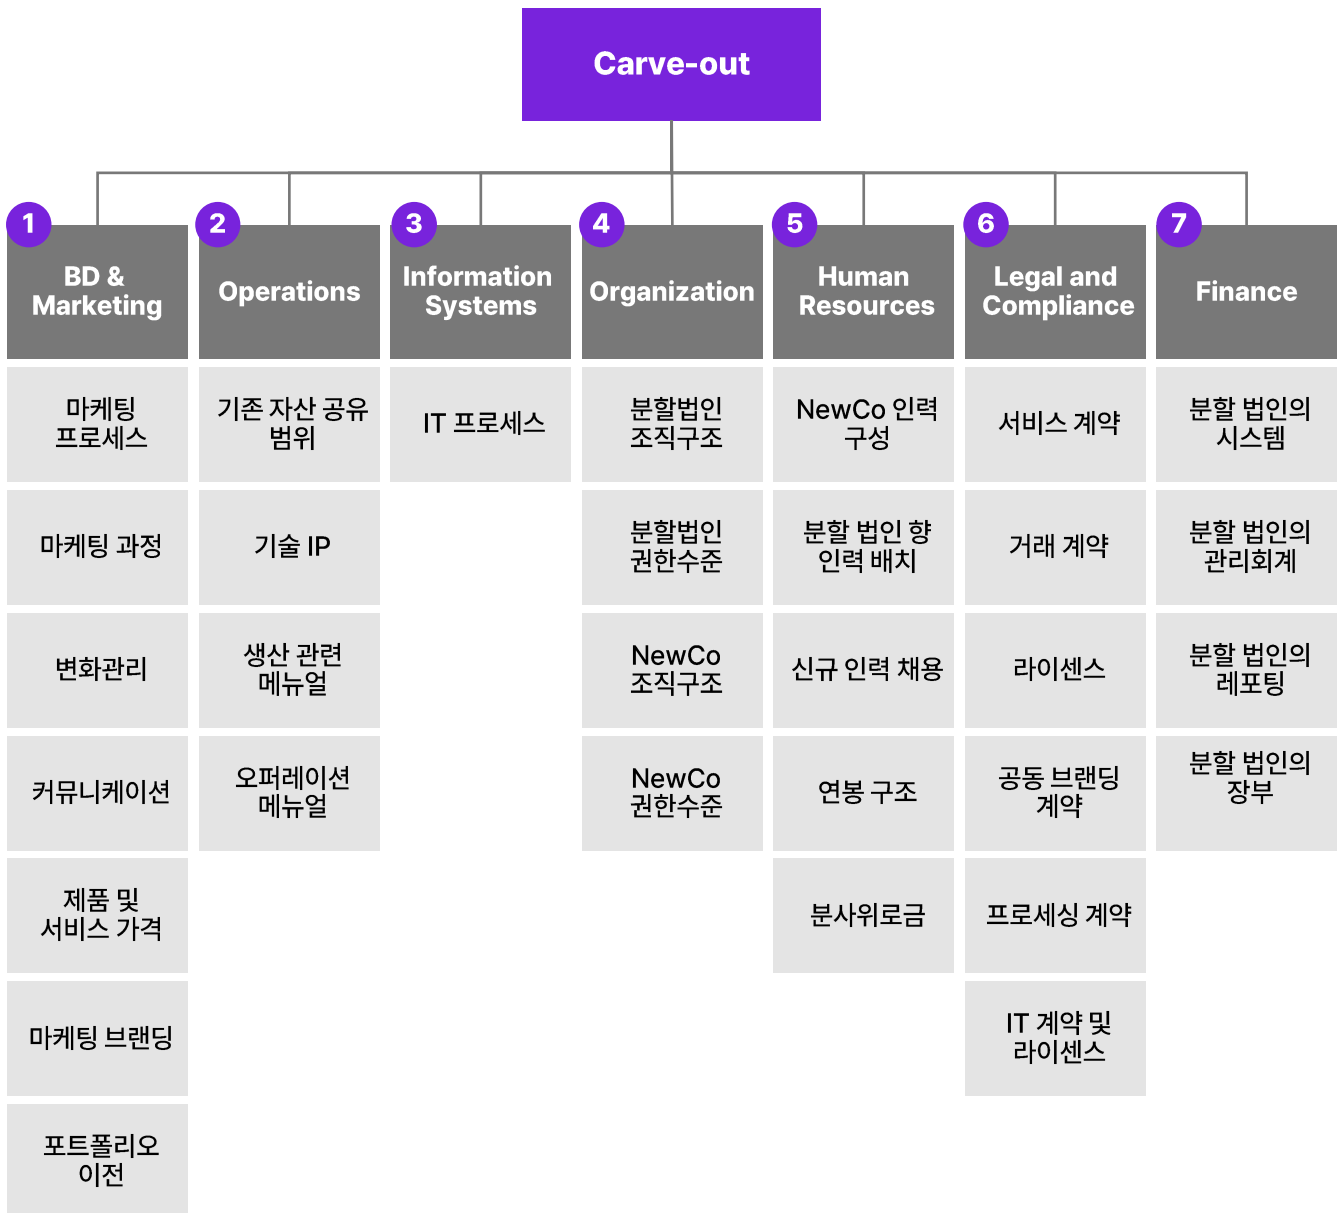 Carve-out
1
BD &
Marketing
마케팅
프로세스
마케팅 과정
변화관리
커뮤니케이션
제품 및
서비스 가격
마케팅 브랜딩
포트폴리오
이전
2
Operations
기존 자산 공유
범위
기술 IP
생산 관련
메뉴얼
오퍼레이션
메뉴얼
3
Information
Systems
IT 프로세스
4
Organization
분할법인
조직구조
분할법인
권한수준
NewCo
조직구조
NewCo
권한수준
5
Human
Resources
NewCo 인력
구성
분할 법인 향
인력 배치
신규 인력 채용
연봉 구조
분사위로금
6
Legal and
Compliance
서비스 계약
거래 계약
라이센스
공동 브랜딩
계약
프로세싱 계약
IT 계약 및
라이센스
7
Finance
분할 법인의
시스템
분할 법인의
관리회계
분할 법인의
레포팅
분할 법인의
장부